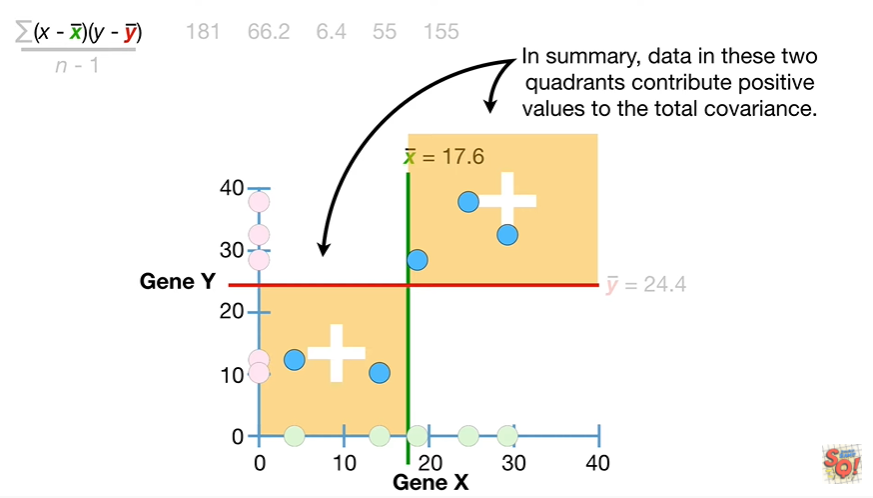 ∑(x - x̄)(y - ȳ)
n - 1
181 66.2 6.4 55 155
In summary, data in these two
quadrants contribute positive
values to the total covariance.
x̄ = 17.6
40
30
Gene Y
ȳ = 24.4
20
10
0
0 10 20 30 40
Gene X
SQ!